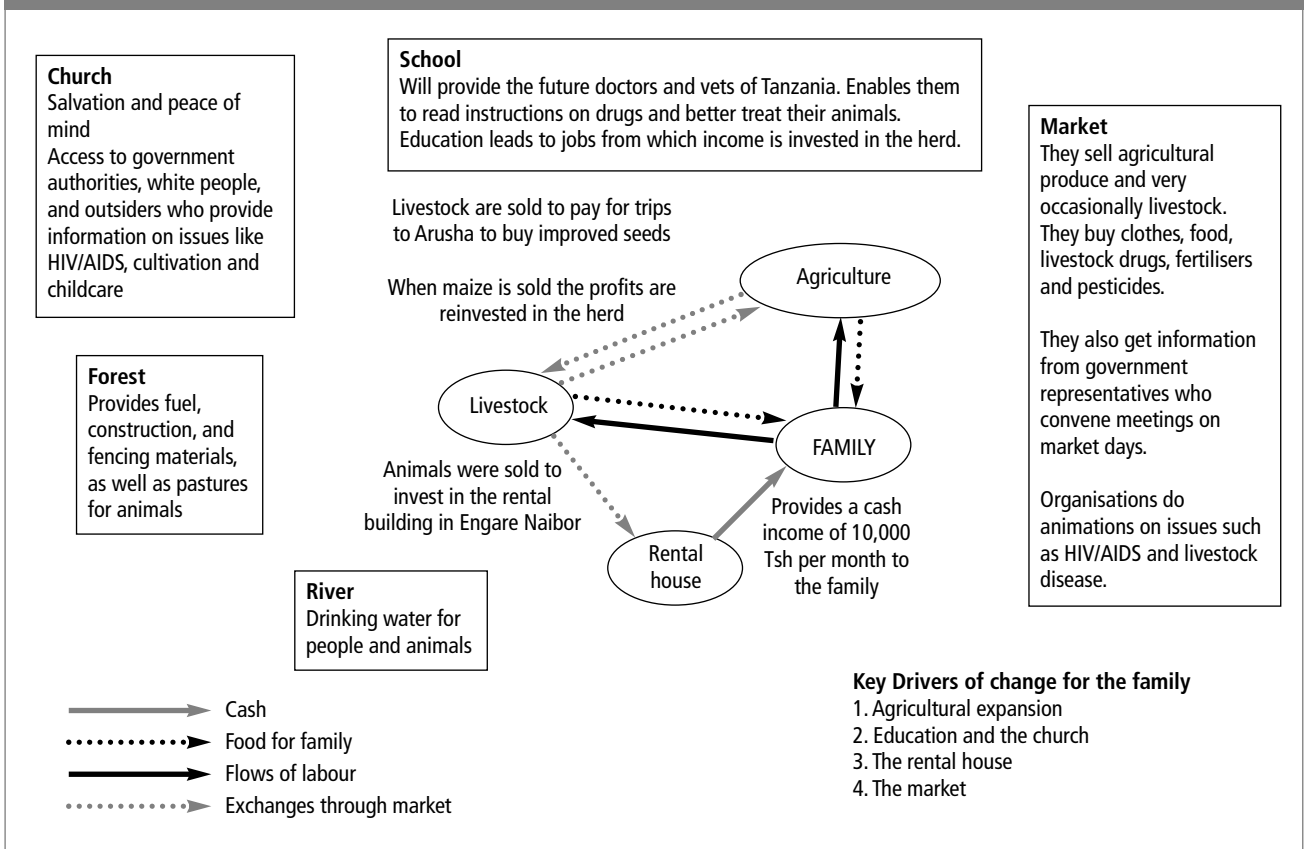 Church
Salvation and peace of
mind
Access to government
authorities, white people,
and outsiders who provide
information on issues like
HIV/AIDS, cultivation and
childcare
School
Will provide the future doctors and vets of Tanzania. Enables them
to read instructions on drugs and better treat their animals.
Education leads to jobs from which income is invested in the herd.
Market
They sell agricultural
produce and very
occasionally livestock.
They buy clothes, food,
livestock drugs, fertilisers
and pesticides.
They also get information
from government
representatives who
convene meetings on
market days.
Organisations do
animations on issues such
as HIV/AIDS and livestock
disease.
Livestock are sold to pay for trips
to Arusha to buy improved seeds
When maize is sold the profits are
reinvested in the herd
Agriculture
Forest
Provides fuel,
construction, and
fencing materials,
as well as pastures
for animals
Livestock
FAMILY
Animals were sold to
invest in the rental
building in Engare Naibor
Provides a cash
income of 10,000
Tsh per month to
the family
Rental
house
River
Drinking water for
people and animals
Cash
Food for family
Flows of labour
Exchanges through market
Key Drivers of change for the family
1. Agricultural expansion
2. Education and the church
3. The rental house
4. The market